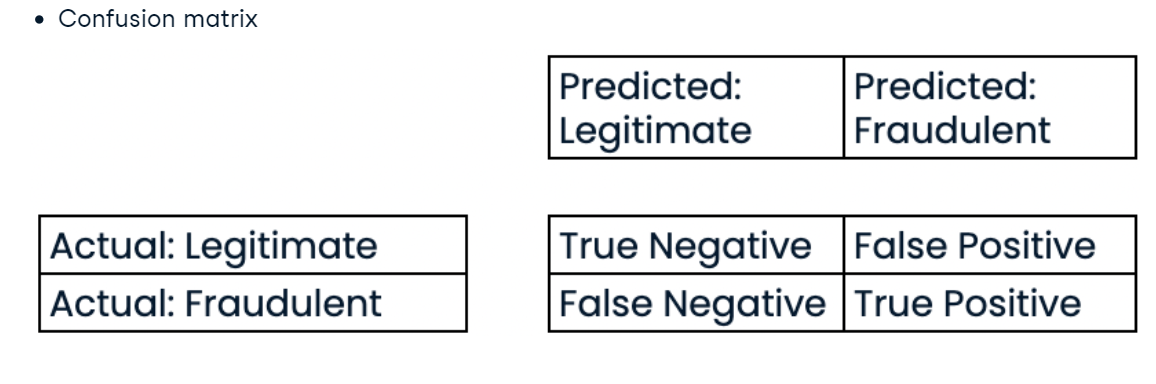 Confusion matrix
Predicted: Predicted:
Legitimate Fraudulent
Actual: Legitimate True Negative False Positive
Actual: Fraudulent False Negative True Positive